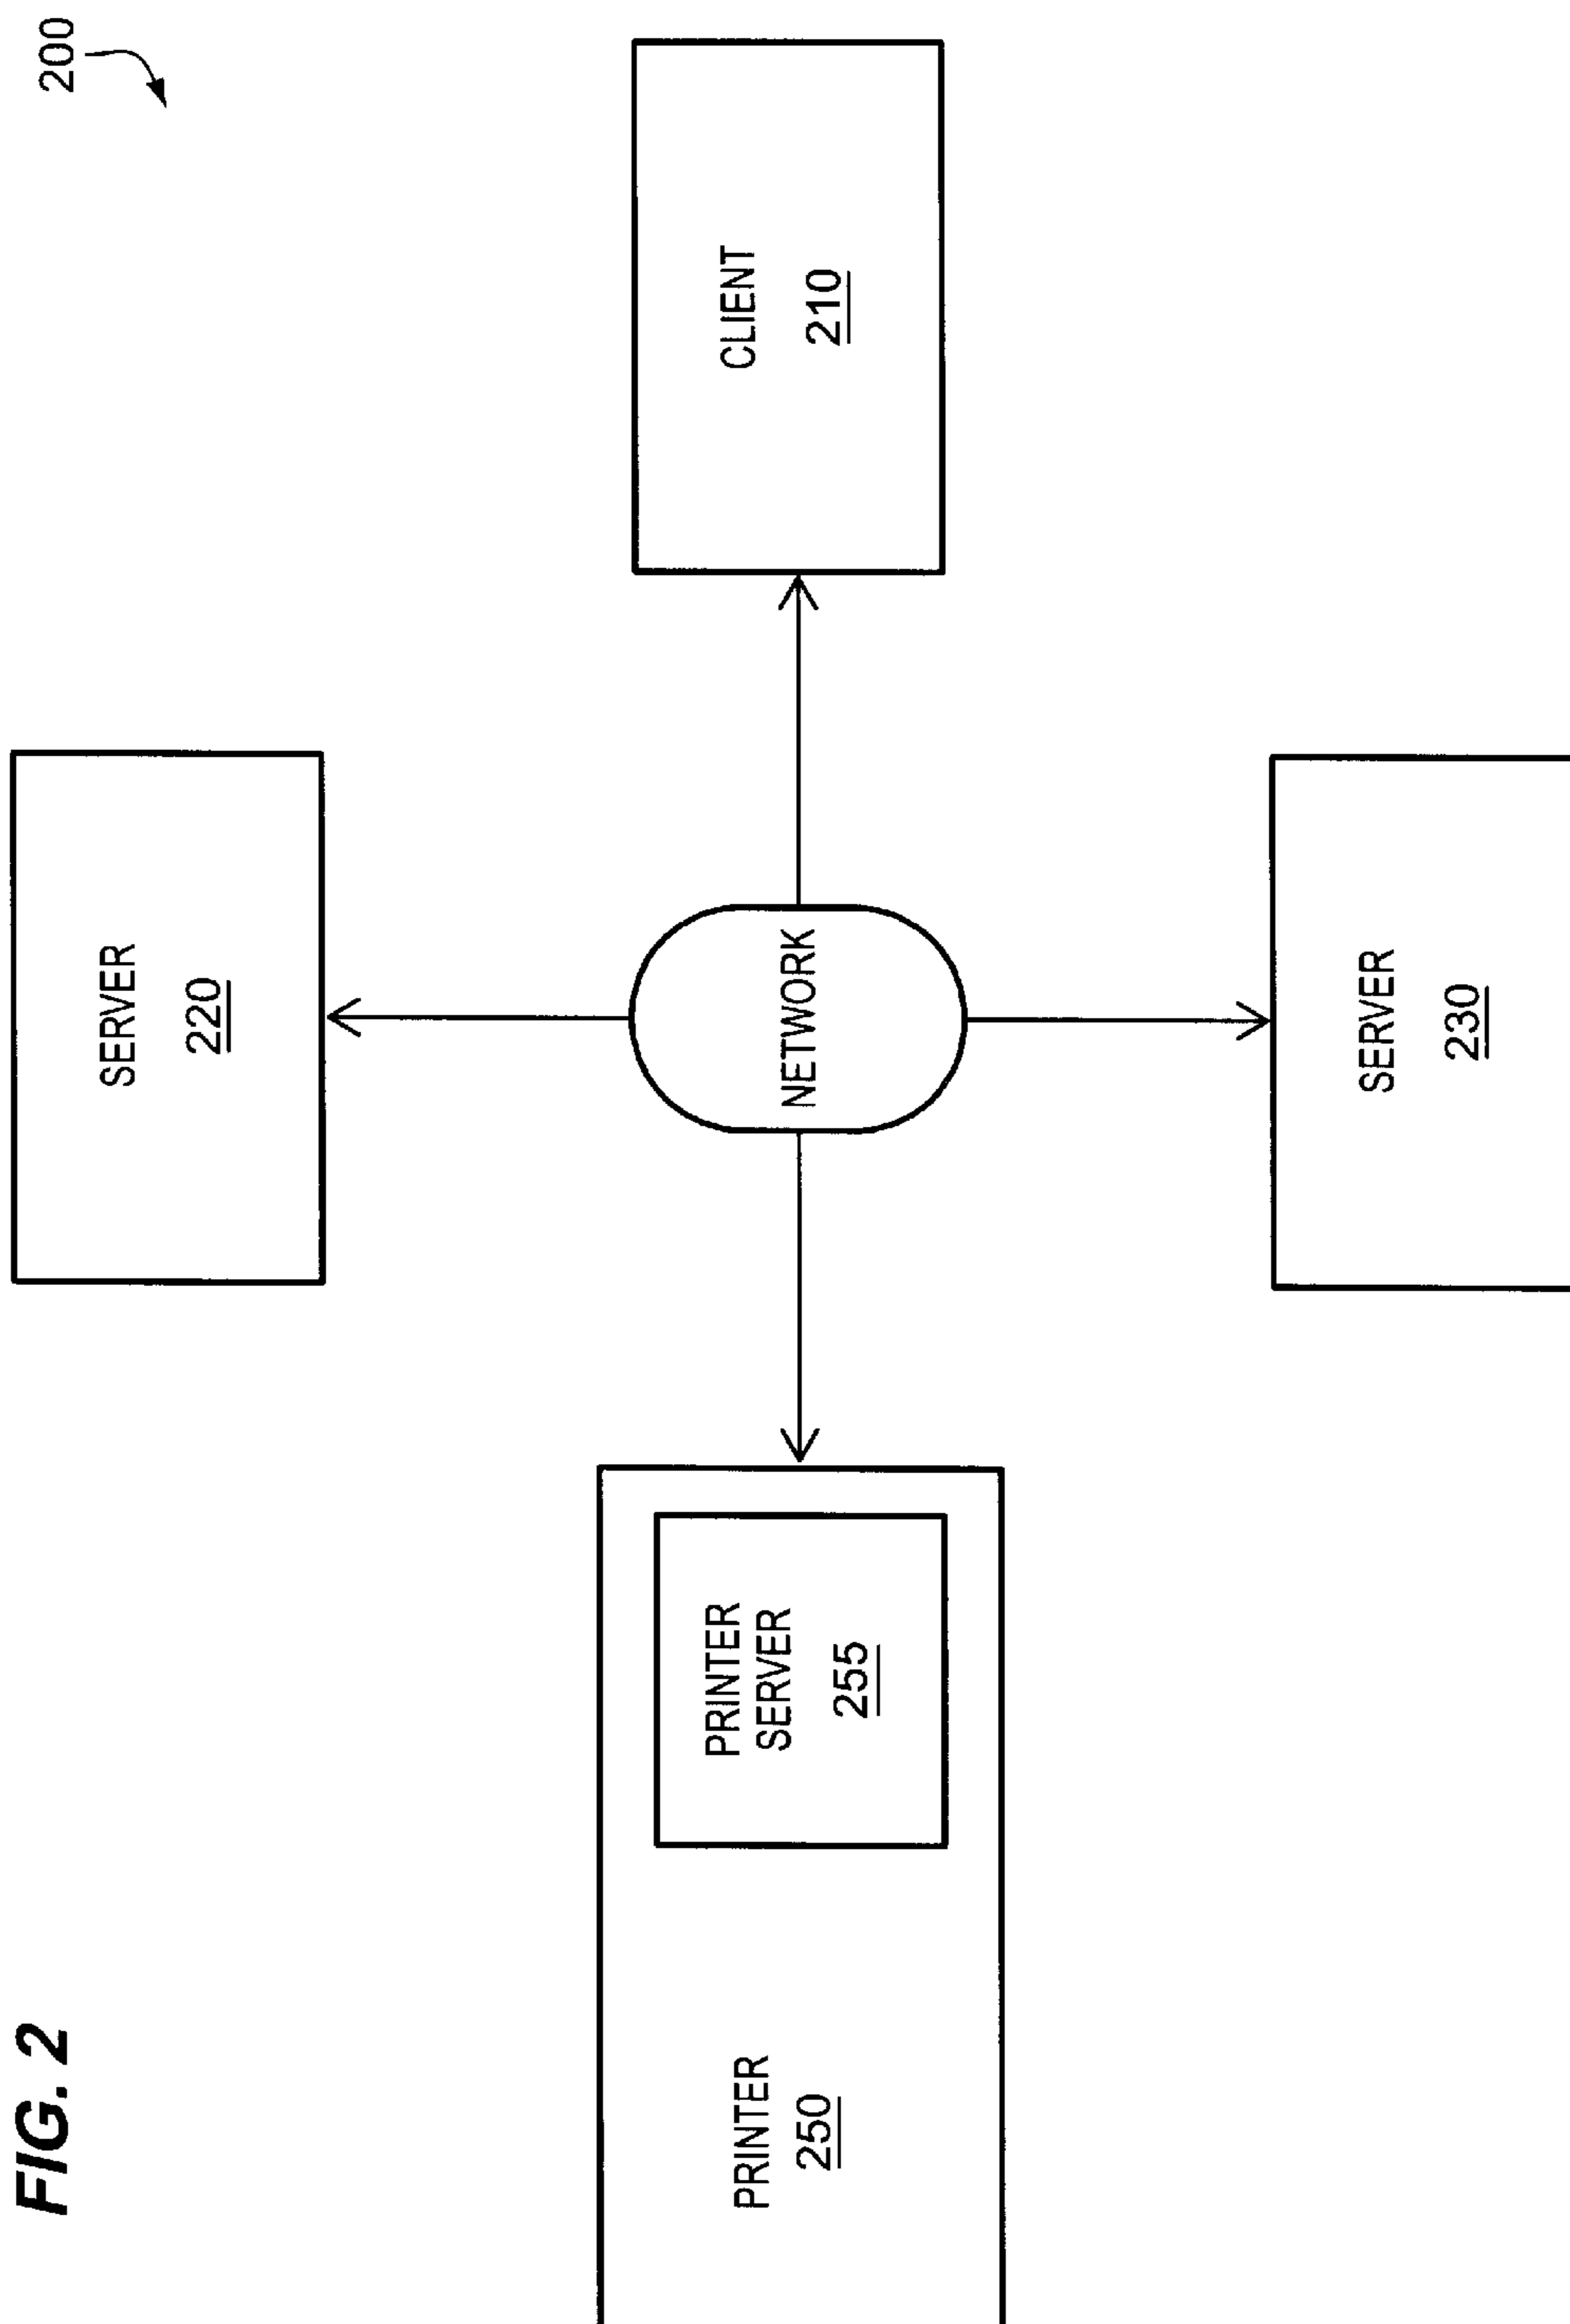 FIG. 2
200
SERVER
220
PRINTER
250
PRINTER
SERVER
255
NETWORK
CLIENT
210
SERVER
230